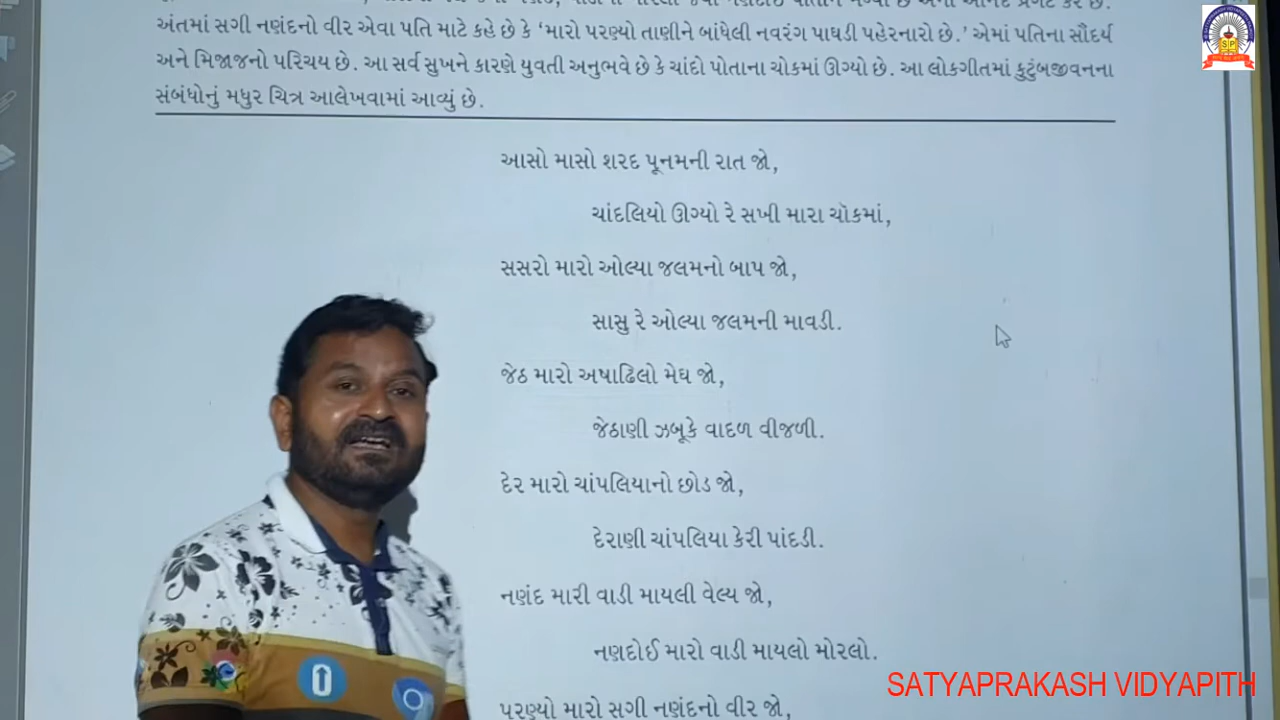 અંતમાં સગી નણંદનો વીર એવા પતિ માટે કહે છે કે ‘મારો પરણ્યો તાણીને બાંધેલી નવરંગ પાઘડી પહેરનારો છે.’ એમાં પતિના સૌંદર્ય
અને મિજાજનો પરિચય છે. આ સર્વ સુખને કારણે યુવતી અનુભવે છે કે ચાંદો પોતાના ચોકમાં ઊગ્યો છે. આ લોકગીતમાં કુટુંબજીવનના
સંબંધોનું મધુર ચિત્ર આલેખવામાં આવ્યું છે.
આસો માસો શરદ પૂનમની રાત જો,
ચાંદલિયો ઊગ્યો રે સખી મારા ચૉકમાં,
સસરો મારો ઓલ્યા જલમનો બાપ જો,
સાસુ રે ઓલ્યા જલમની માવડી.
જેઠ મારો અષાઢિલો મેઘ જો,
જેઠાણી ઝબૂકે વાદળ વીજળી.
દેર મારો ચાંપલિયાનો છોડ જો,
દેરાણી ચાંપલિયા કેરી પાંદડી.
નણંદ મારી વાડી માયલી વેલ્ય જો,
નણદોઈ મારો વાડી માયલો મોરલો.
SATYAPRAKASH VIDYAPITH
પરણ્યો મારો સગી નણંદનો વીર જો,